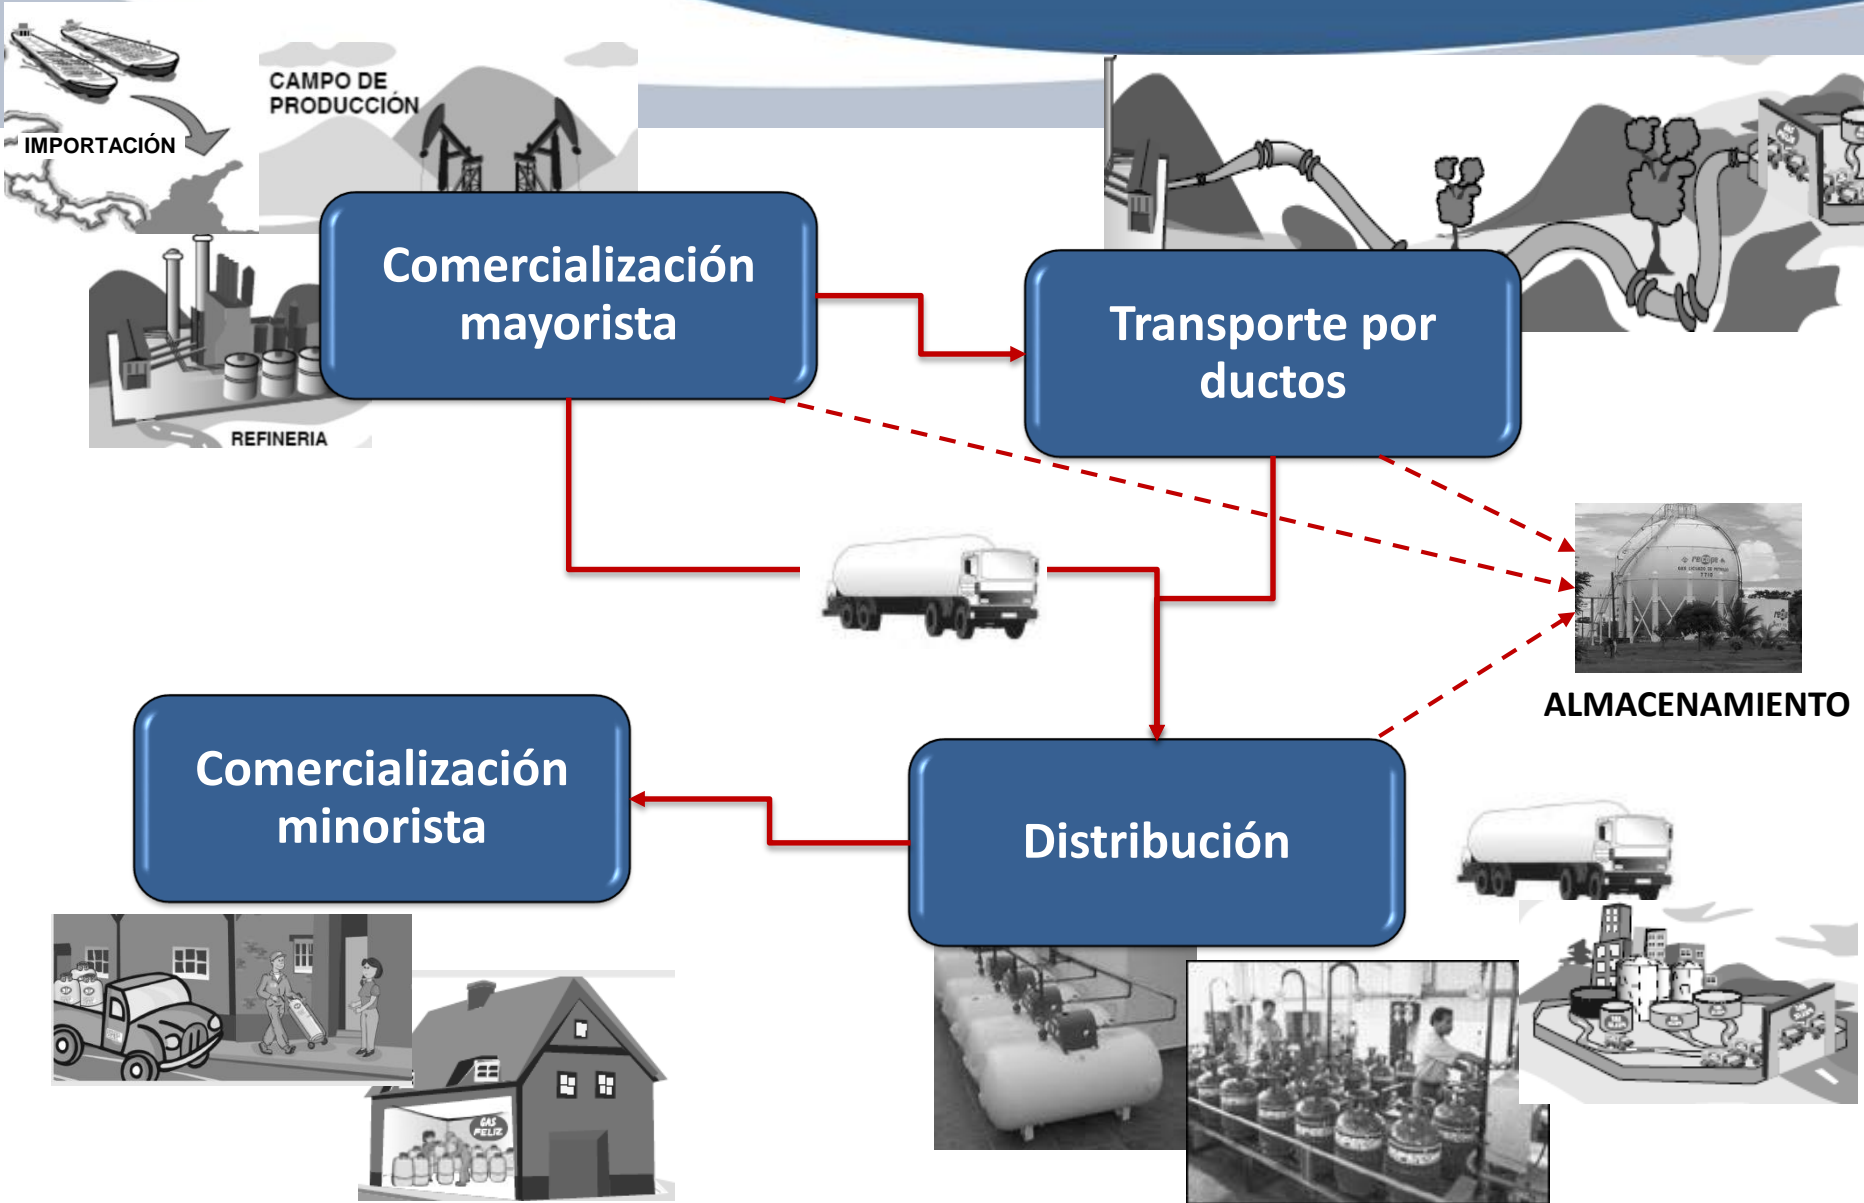 IMPORTACIÓN
CAMPO DE
PRODUCCIÓN
REFINERIA
Comercialización
mayorista
Transporte por
ductos
ALMACENAMIENTO
Comercialización
minorista
Distribución
GAS
FELIZ